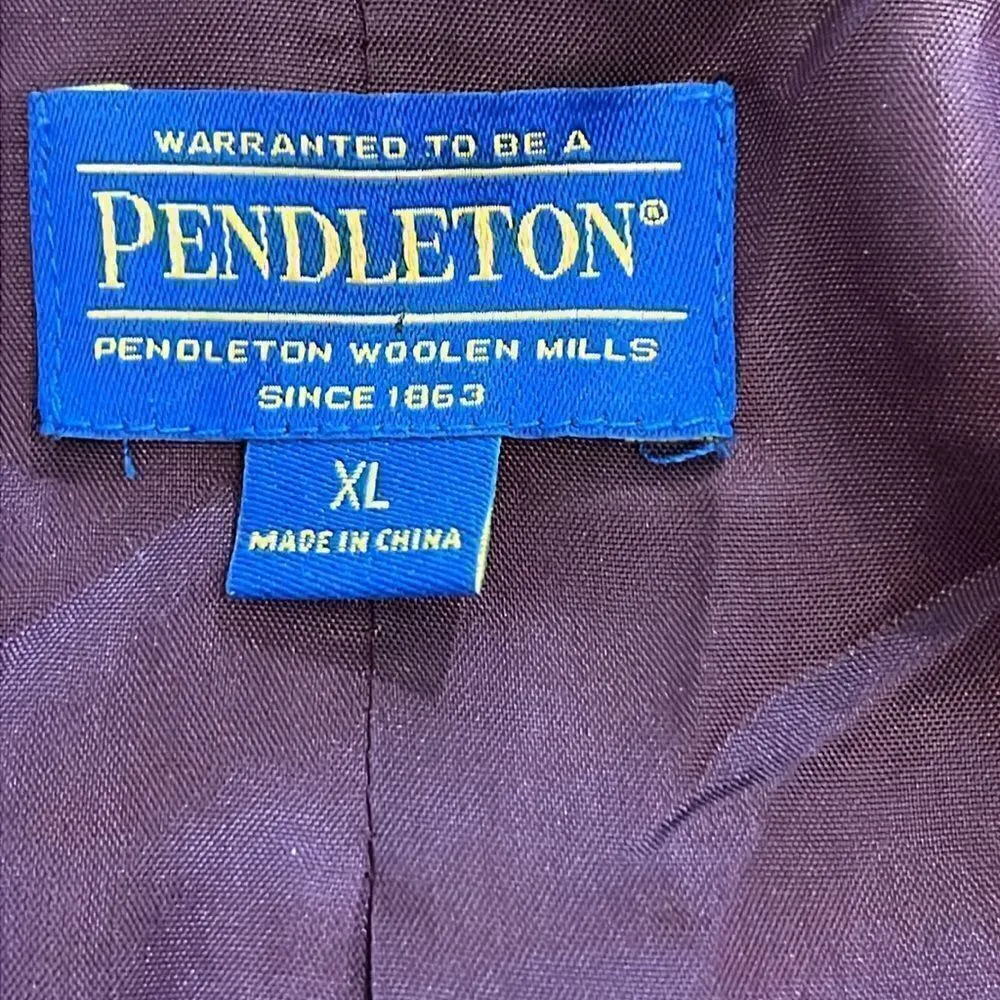 WARRANTED TO BE A
PENDLETON®
PENDLETON WOOLEN MILLS
SINCE 1863
XL
MADE IN CHINA